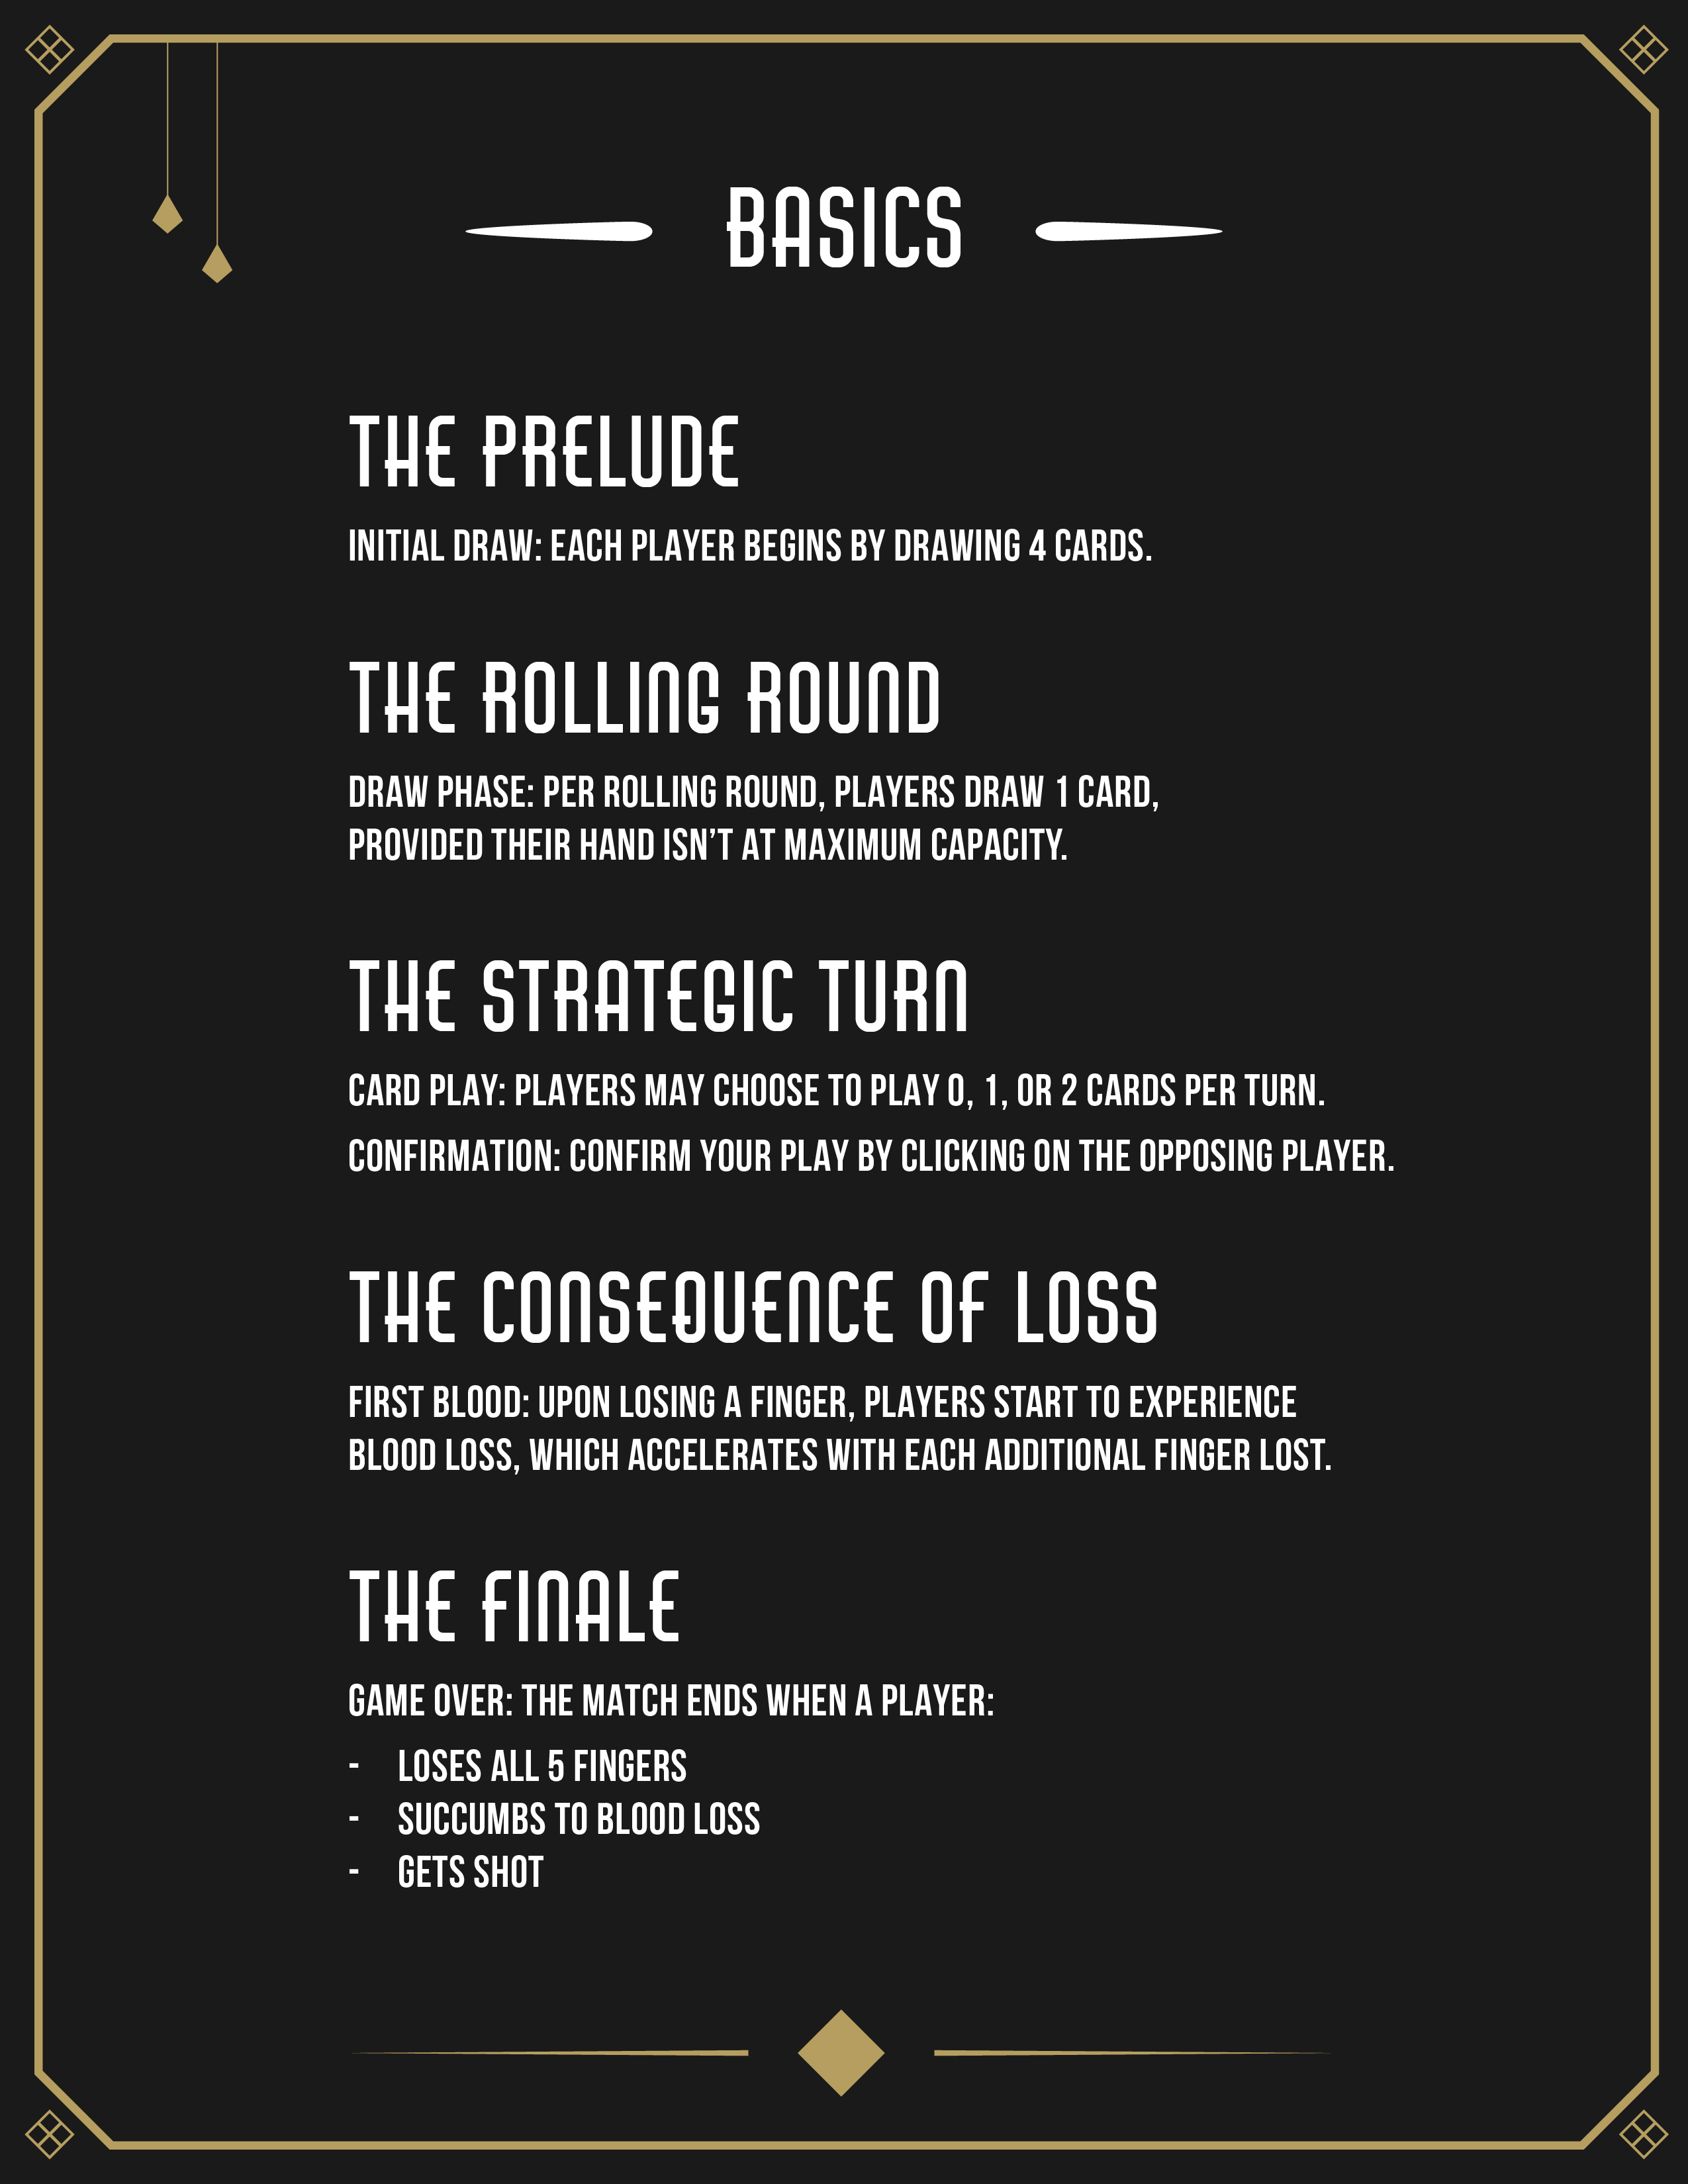 BASICS
THE PRELUDE
INITIAL DRAW: EACH PLAYER BEGINS BY DRAWING 4 CARDS.
THE ROLLING ROUND
DRAW PHASE: PER ROLLING ROUND, PLAYERS DRAW 1 CARD,
PROVIDED THEIR HAND ISN'T AT MAXIMUM CAPACITY.
THE STRATEGIC TURN
CARD PLAY: PLAYERS MAY CHOOSE TO PLAY 0, 1, OR 2 CARDS PER TURN.
CONFIRMATION: CONFIRM YOUR PLAY BY CLICKING ON THE OPPOSING PLAYER.
THE CONSEQUENCE OF LOSS
FIRST BLOOD: UPON LOSING A FINGER, PLAYERS START TO EXPERIENCE
BLOOD LOSS, WHICH ACCELERATES WITH EACH ADDITIONAL FINGER LOST.
THE FINALE
GAME OVER: THE MATCH ENDS WHEN A PLAYER:
- LOSES ALL 5 FINGERS
- SUCCUMBS TO BLOOD LOSS
- GETS SHOT